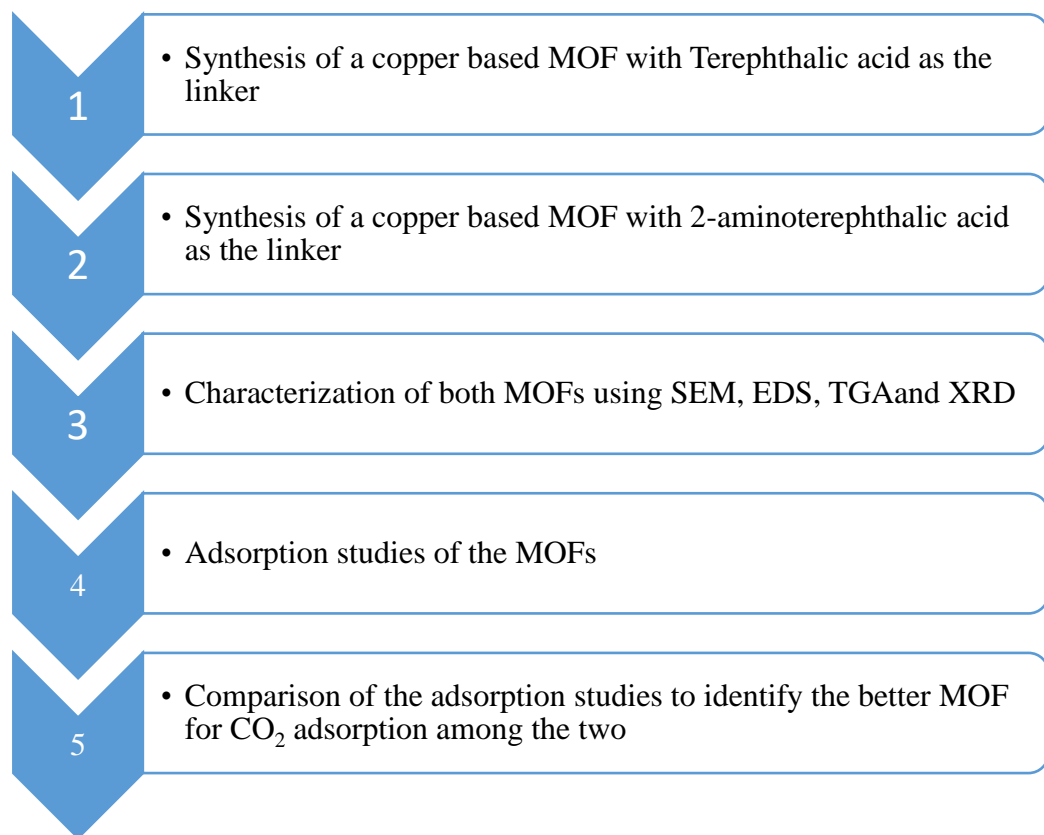 1
• Synthesis of a copper based MOF with Terephthalic acid as the
linker
2
• Synthesis of a copper based MOF with 2-aminoterephthalic acid
as the linker
3
• Characterization of both MOFs using SEM, EDS, TGAand XRD
4
• Adsorption studies of the MOFs
5
• Comparison of the adsorption studies to identify the better MOF
for CO₂ adsorption among the two